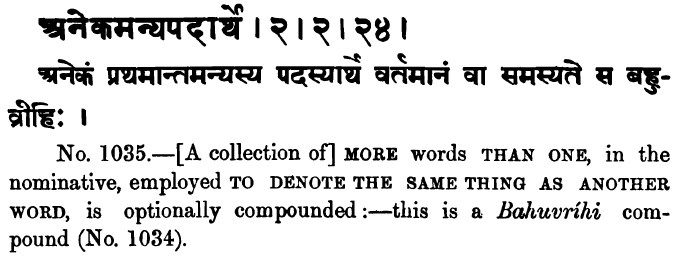 अनेकमन्यपदार्थे । २ । २ । २४ ।
अनेकं प्रथमान्तमन्यस्य पदस्यार्थे वर्तमानं वा समस्यते स बहु-
व्रीहिः ।
No. 1035.—[A collection of] MORE words THAN ONE, in the
nominative, employed TO DENOTE THE SAME THING AS ANOTHER
WORD, is optionally compounded:—this is a Bahuvríhi com-
pound (No. 1034).